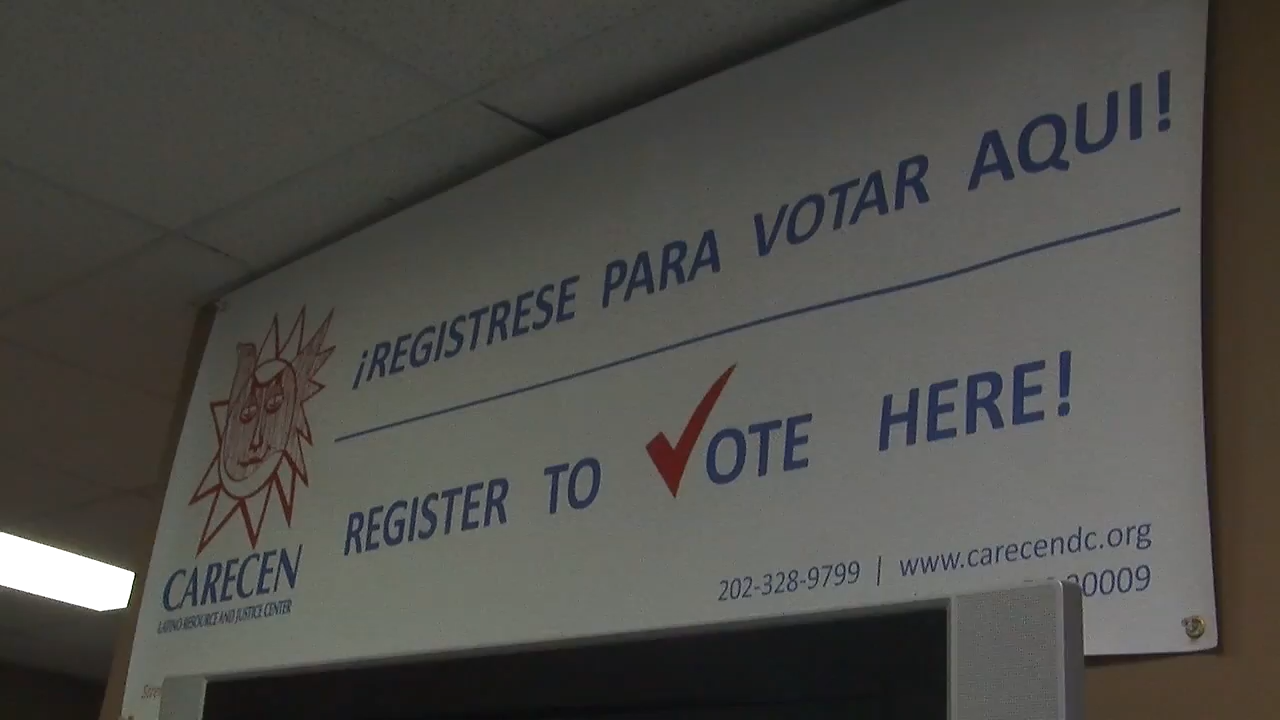 ¡REGISTRESE PARA VOTAR AQUI!
REGISTER TO VOTE HERE!
CARECEN
LATINO RESOURCE AND JUSTICE CENTER
202-328-9799 | www.carecendc.org
20009